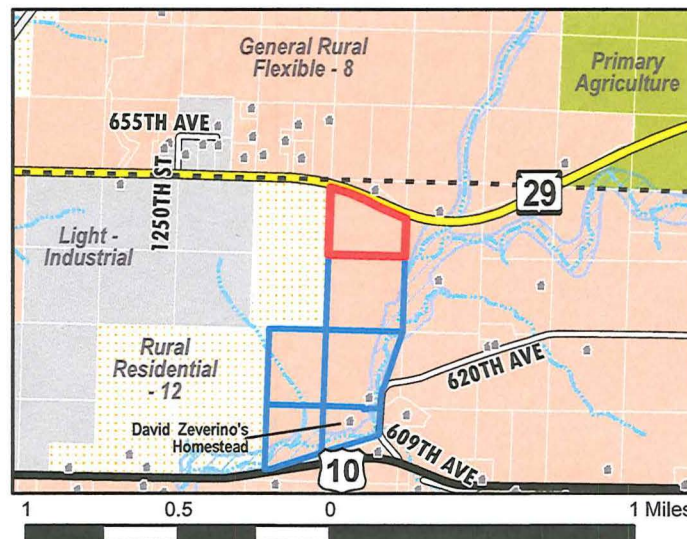 General Rural
Flexible - 8
Primary
Agriculture
655TH AVE
1250TH ST
29
Light -
Industrial
Rural
Residential
- 12
620TH AVE
David Zeverino's
Homestead
609TH AVE
10
1 0.5 0 1 Miles